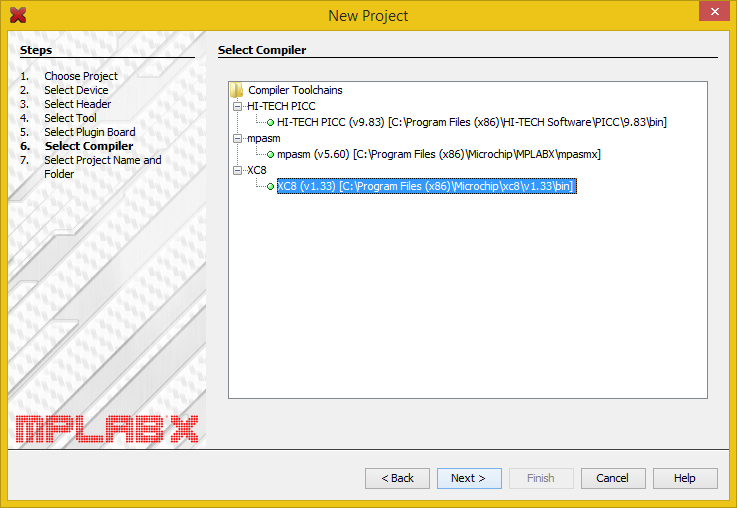 New Project
Steps
1. Choose Project
2. Select Device
3. Select Header
4. Select Tool
5. Select Plugin Board
6. Select Compiler
7. Select Project Name and
Folder
Select Compiler
Compiler Toolchains
HI-TECH PICC
HI-TECH PICC (v9.83) [C:\Program Files (x86)\HI-TECH Software\PICC\9.83\bin]
mpasm
mpasm (v5.60) [C:\Program Files (x86)\Microchip\MPLABX\mpasmx]
XC8
XC8 (v1.33) [C:\Program Files (x86)\Microchip\xc8\v1.33\bin]
MPLAB X
< Back
Next >
Finish
Cancel
Help